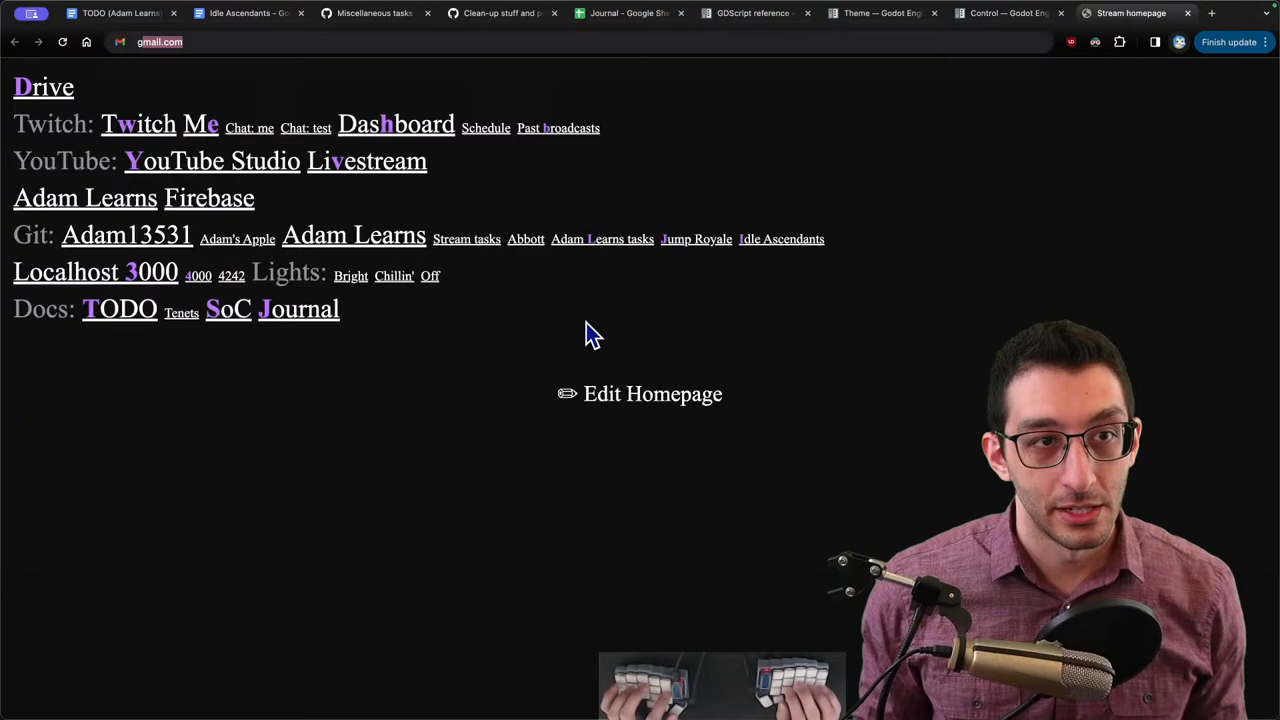 TODO (Adam Learns)
Idle Ascendants - Go
Miscellaneous tasks
Clean-up stuff and p
Journal - Google She
GDScript reference –
Theme — Godot Eng
Control — Godot Eng
Stream homepage
gmail.com
Finish update
Drive
Twitch: Twitch Me Chat: me Chat: test Dashboard Schedule Past broadcasts
YouTube: YouTube Studio Livestream
Adam Learns Firebase
Git: Adam13531 Adam's Apple Adam Learns Stream tasks Abbott Adam Learns tasks Jump Royale Idle Ascendants
Localhost 3000 4000 4242 Lights: Bright Chillin' Off
Docs: TODO Tenets SoC Journal
✏ Edit Homepage